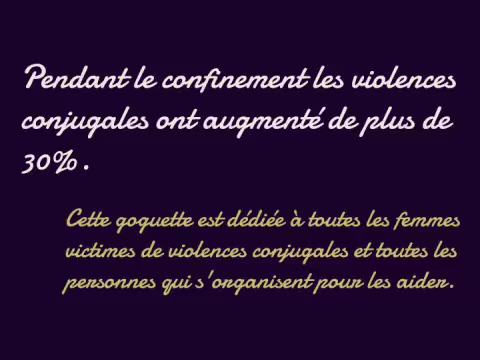 Pendant le confinement les violences
conjugales ont augmenté de plus de
30%.
Cette goguette est dédiée à toutes les femmes
victimes de violences conjugales et toutes les
personnes qui s'organisent pour les aider.